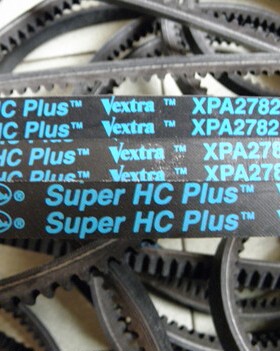 HC Plus™ Vextra™ XPA2782
HC Plus™ Vextra™ XPA2782
HC Plus™ Vextra™ XPA278
® Super HC Plus™
® Super HC Plus™